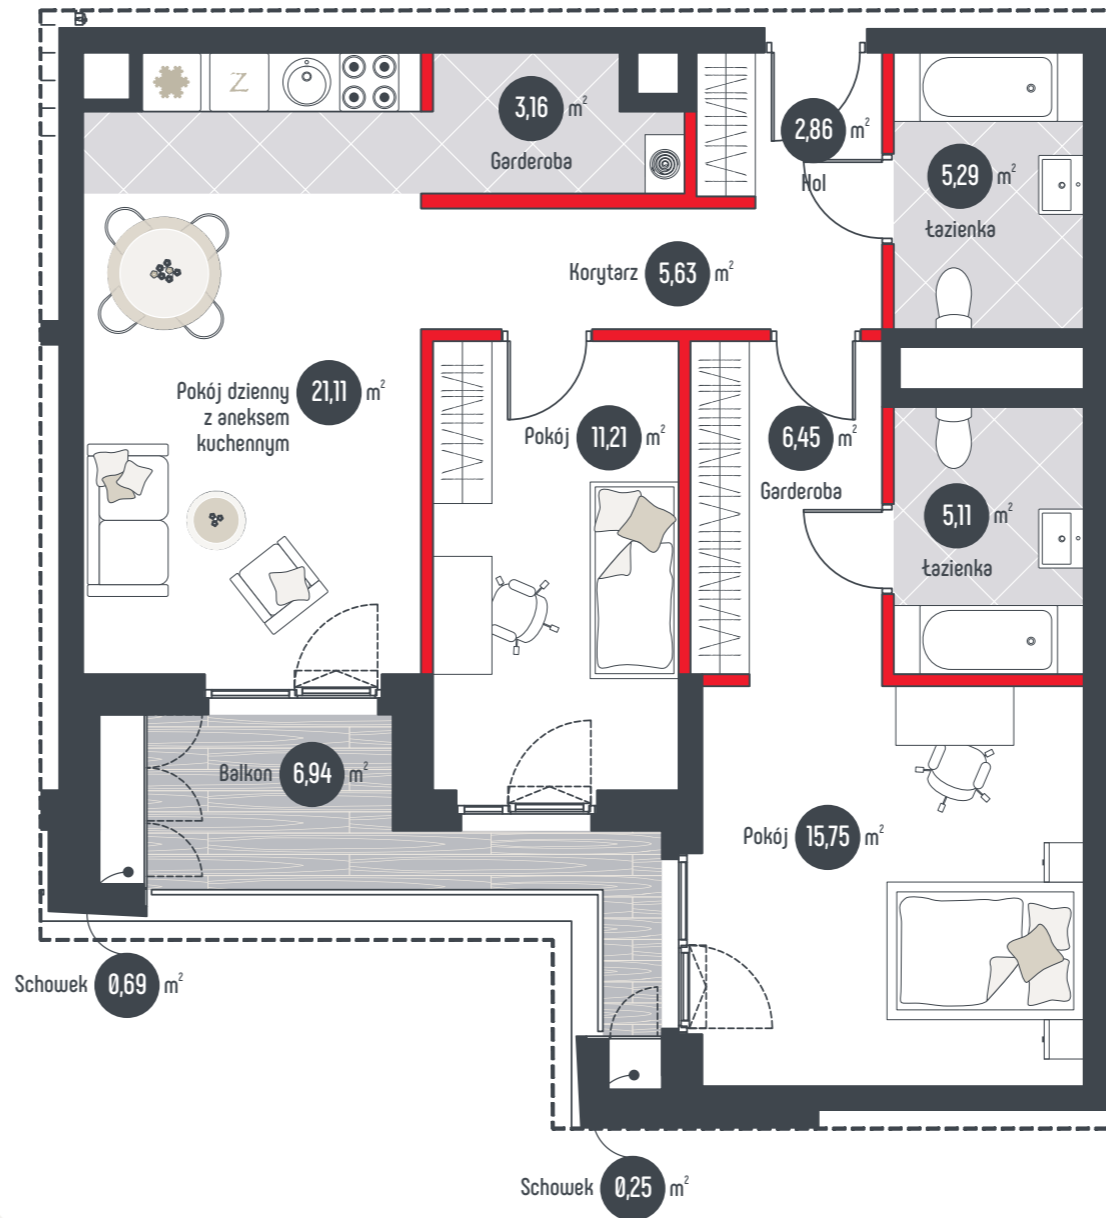 Z
3,16 m²
Garderoba
2,86 m²
Hol
5,29 m²
Łazienka
Korytarz 5,63 m²
Pokój dzienny
z aneksem
kuchennym
21,11 m²
Pokój 11,21 m²
6,45 m²
Garderoba
5,11 m²
Łazienka
Balkon 6,94 m²
Pokój 15,75 m²
Schowek 0,69 m²
Schowek 0,25 m²